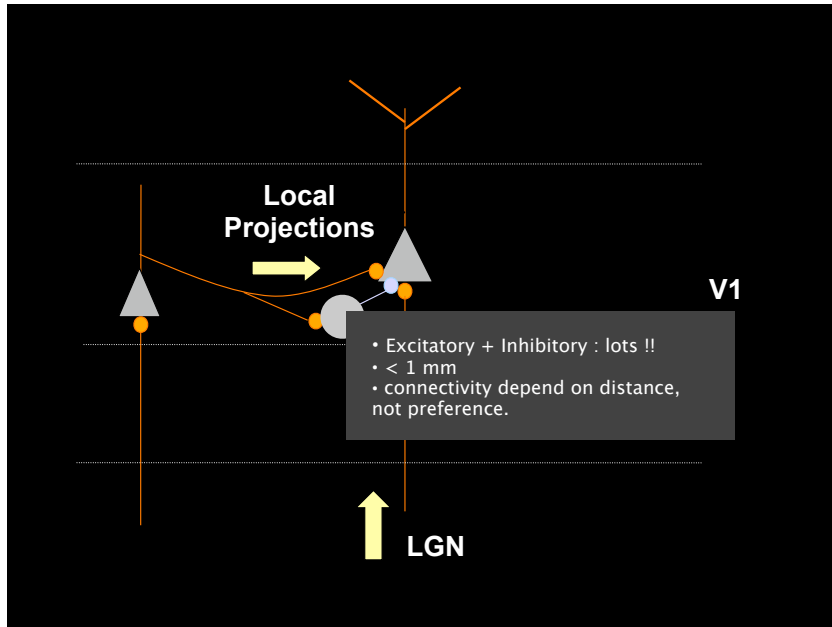 Local
Projections
V1
• Excitatory + Inhibitory : lots !!
• < 1 mm
• connectivity depend on distance,
not preference.
LGN